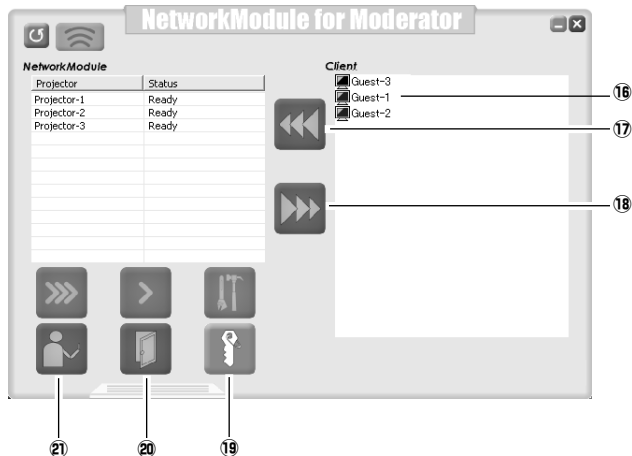 NetworkModule for Moderator
NetworkModule
Projector Status
Projector-1 Ready
Projector-2 Ready
Projector-3 Ready
Client
Guest-3
Guest-1
Guest-2
⑯
⑰
⑱
㉑
⑳
⑲